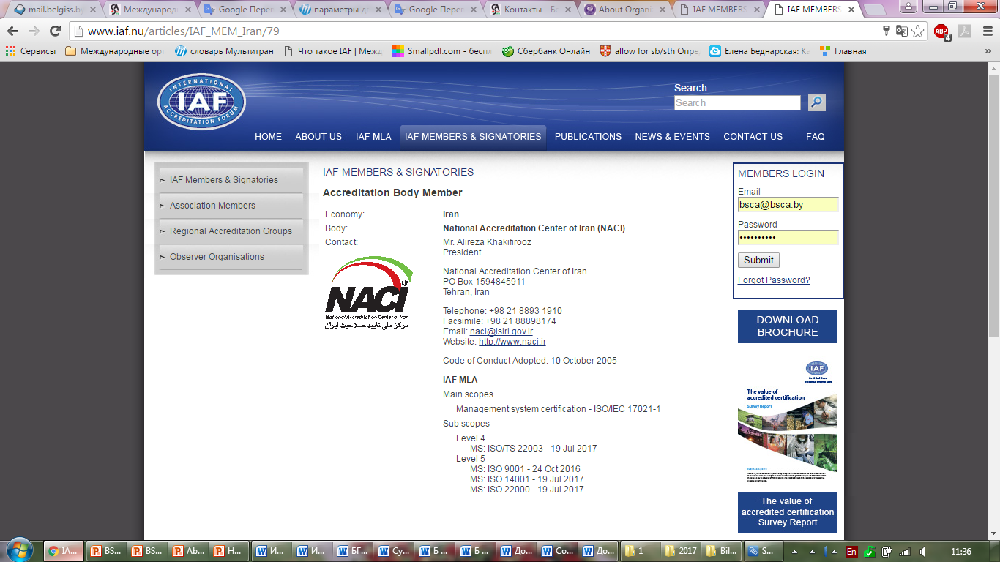 mail.belgiss.by
Международ
Google Перев
параметры дв
Google Перев
Контакты - Бе
About Organi
IAF MEMBERS
IAF MEMBERS
www.iaf.nu/articles/IAF_MEM_Iran/79
ABP
4
Сервисы
Международные орг
словарь Мультитран
Что такое IAF | Межд
Smallpdf.com - беспл
Сбербанк Онлайн
allow for sb/sth Опре
Елена Беднарская: Ка
Главная
»
INTERNATIONAL
IAF
ACCREDITATION FORUM
Search
Search
HOME
ABOUT US
IAF MLA
IAF MEMBERS & SIGNATORIES
PUBLICATIONS
NEWS & EVENTS
CONTACT US
FAQ
IAF Members & Signatories
Association Members
Regional Accreditation Groups
Observer Organisations
IAF MEMBERS & SIGNATORIES
Accreditation Body Member
Economy: Iran
Body: National Accreditation Center of Iran (NACI)
Contact: Mr. Alireza Khakifirooz
President
National Accreditation Center of Iran
PO Box 1594845911
Tehran, Iran
Telephone: +98 21 8893 1910
Facsimile: +98 21 88898174
Email: naci@isiri.gov.ir
Website: http://www.naci.ir
Code of Conduct Adopted: 10 October 2005
IAF MLA
Main scopes
Management system certification - ISO/IEC 17021-1
Sub scopes
Level 4
MS: ISO/TS 22003 - 19 Jul 2017
Level 5
MS: ISO 9001 - 24 Oct 2016
MS: ISO 14001 - 19 Jul 2017
MS: ISO 22000 - 19 Jul 2017
NACI
National Accreditation Center of Iran
مرکز ملی تایید صلاحیت ایران
MEMBERS LOGIN
Email
bsca@bsca.by
Password
••••••••••
Submit
Forgot Password?
DOWNLOAD
BROCHURE
IAF
The value of
accredited certification
Survey Report
The value of
accredited certification
Survey Report
IA...
BS...
BS...
Ab...
H...
И...
И...
БГ...
Су...
Б ...
Б ...
До...
Co...
До...
1
2017
Bil...
S...
En
11:36